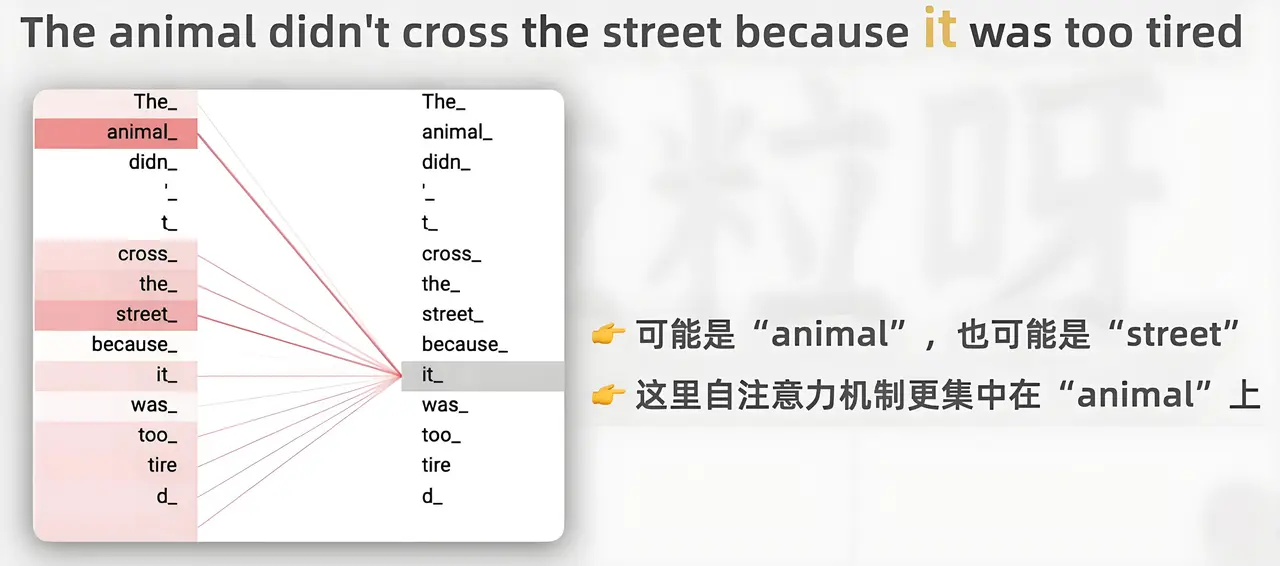 The animal didn't cross the street because it was too tired
The_ The_
animal_ animal_
didn_ didn_
'_ '_
t_ t_
cross_ cross_
the_ the_
street_ street_
because_ because_
it_ it_
was_ was_
too_ too_
tire tire
d_ d_
👉 可能是“animal”，也可能是“street”
👉 这里自注意力机制更集中在“animal”上
粒呀